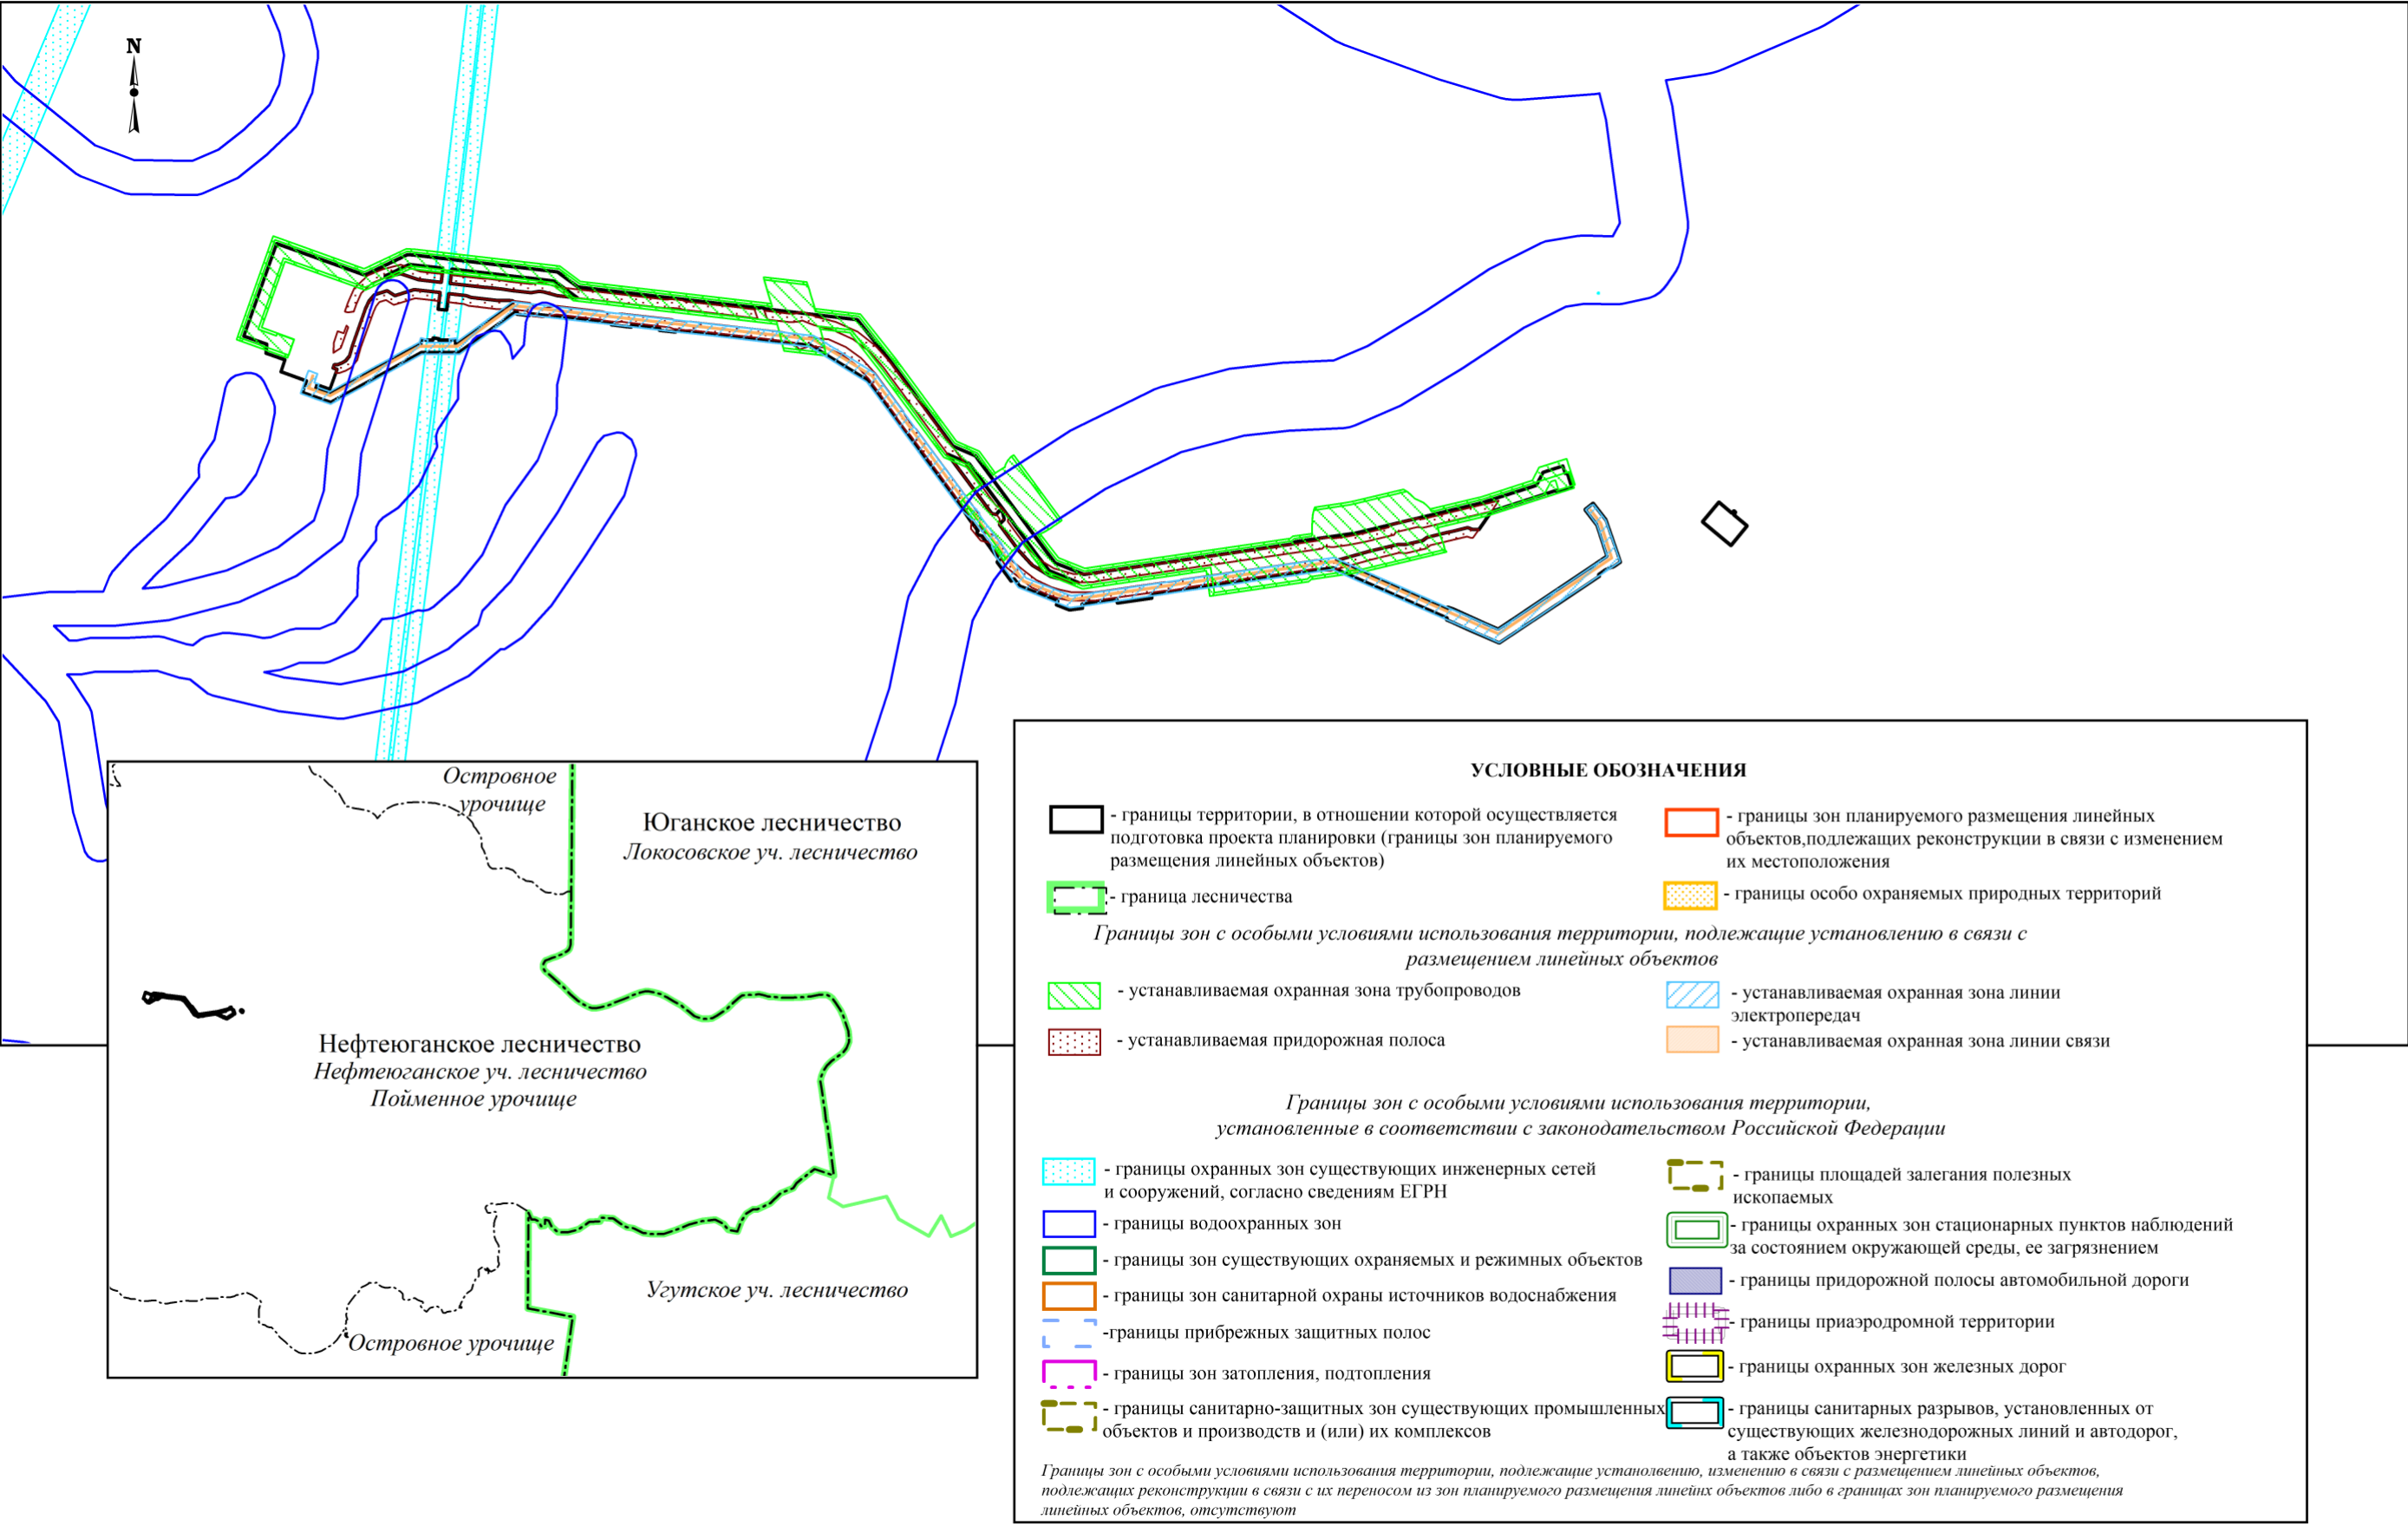 N
Островное
урочище
Юганское лесничество
Локосовское уч. лесничество
Нефтеюганское лесничество
Нефтеюганское уч. лесничество
Пойменное урочище
Угутское уч. лесничество
Островное урочище
УСЛОВНЫЕ ОБОЗНАЧЕНИЯ
- границы территории, в отношении которой осуществляется
подготовка проекта планировки (границы зон планируемого
размещения линейных объектов)
- граница лесничества
- границы зон планируемого размещения линейных
объектов,подлежащих реконструкции в связи с изменением
их местоположения
- границы особо охраняемых природных территорий
Границы зон с особыми условиями использования территории, подлежащие установлению в связи с
размещением линейных объектов
- устанавливаемая охранная зона трубопроводов
- устанавливаемая придорожная полоса
- устанавливаемая охранная зона линии
электропередач
- устанавливаемая охранная зона линии связи
Границы зон с особыми условиями использования территории,
установленные в соответствии с законодательством Российской Федерации
- границы охранных зон существующих инженерных сетей
и сооружений, согласно сведениям ЕГРН
- границы водоохранных зон
- границы зон существующих охраняемых и режимных объектов
- границы зон санитарной охраны источников водоснабжения
-границы прибрежных защитных полос
- границы зон затопления, подтопления
- границы санитарно-защитных зон существующих промышленных
объектов и производств и (или) их комплексов
- границы площадей залегания полезных
ископаемых
- границы охранных зон стационарных пунктов наблюдений
за состоянием окружающей среды, ее загрязнением
- границы придорожной полосы автомобильной дороги
- границы приаэродромной территории
- границы охранных зон железных дорог
- границы санитарных разрывов, установленных от
существующих железнодорожных линий и автодорог,
а также объектов энергетики
Границы зон с особыми условиями использования территории, подлежащие устанолвению, изменению в связи с размещением линейных объектов,
подлежащих реконструкции в связи с их переносом из зон планируемого размещения линейнх объектов либо в границах зон планируемого размещения
линейных объектов, отсутствуют